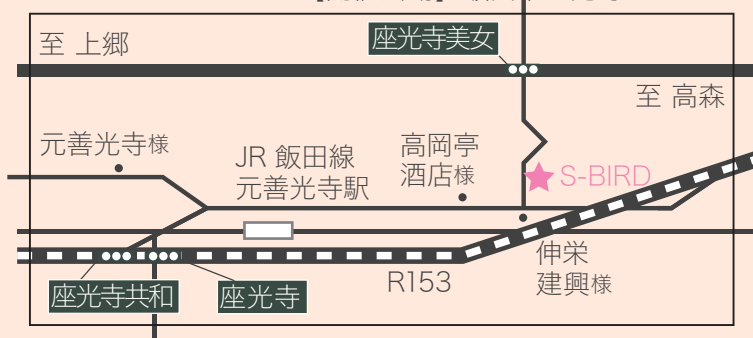 至 上郷
座光寺美女
至 高森
元善光寺様
JR 飯田線
元善光寺駅
高岡亭
酒店様
S-BIRD
伸栄
建興様
R153
座光寺共和
座光寺